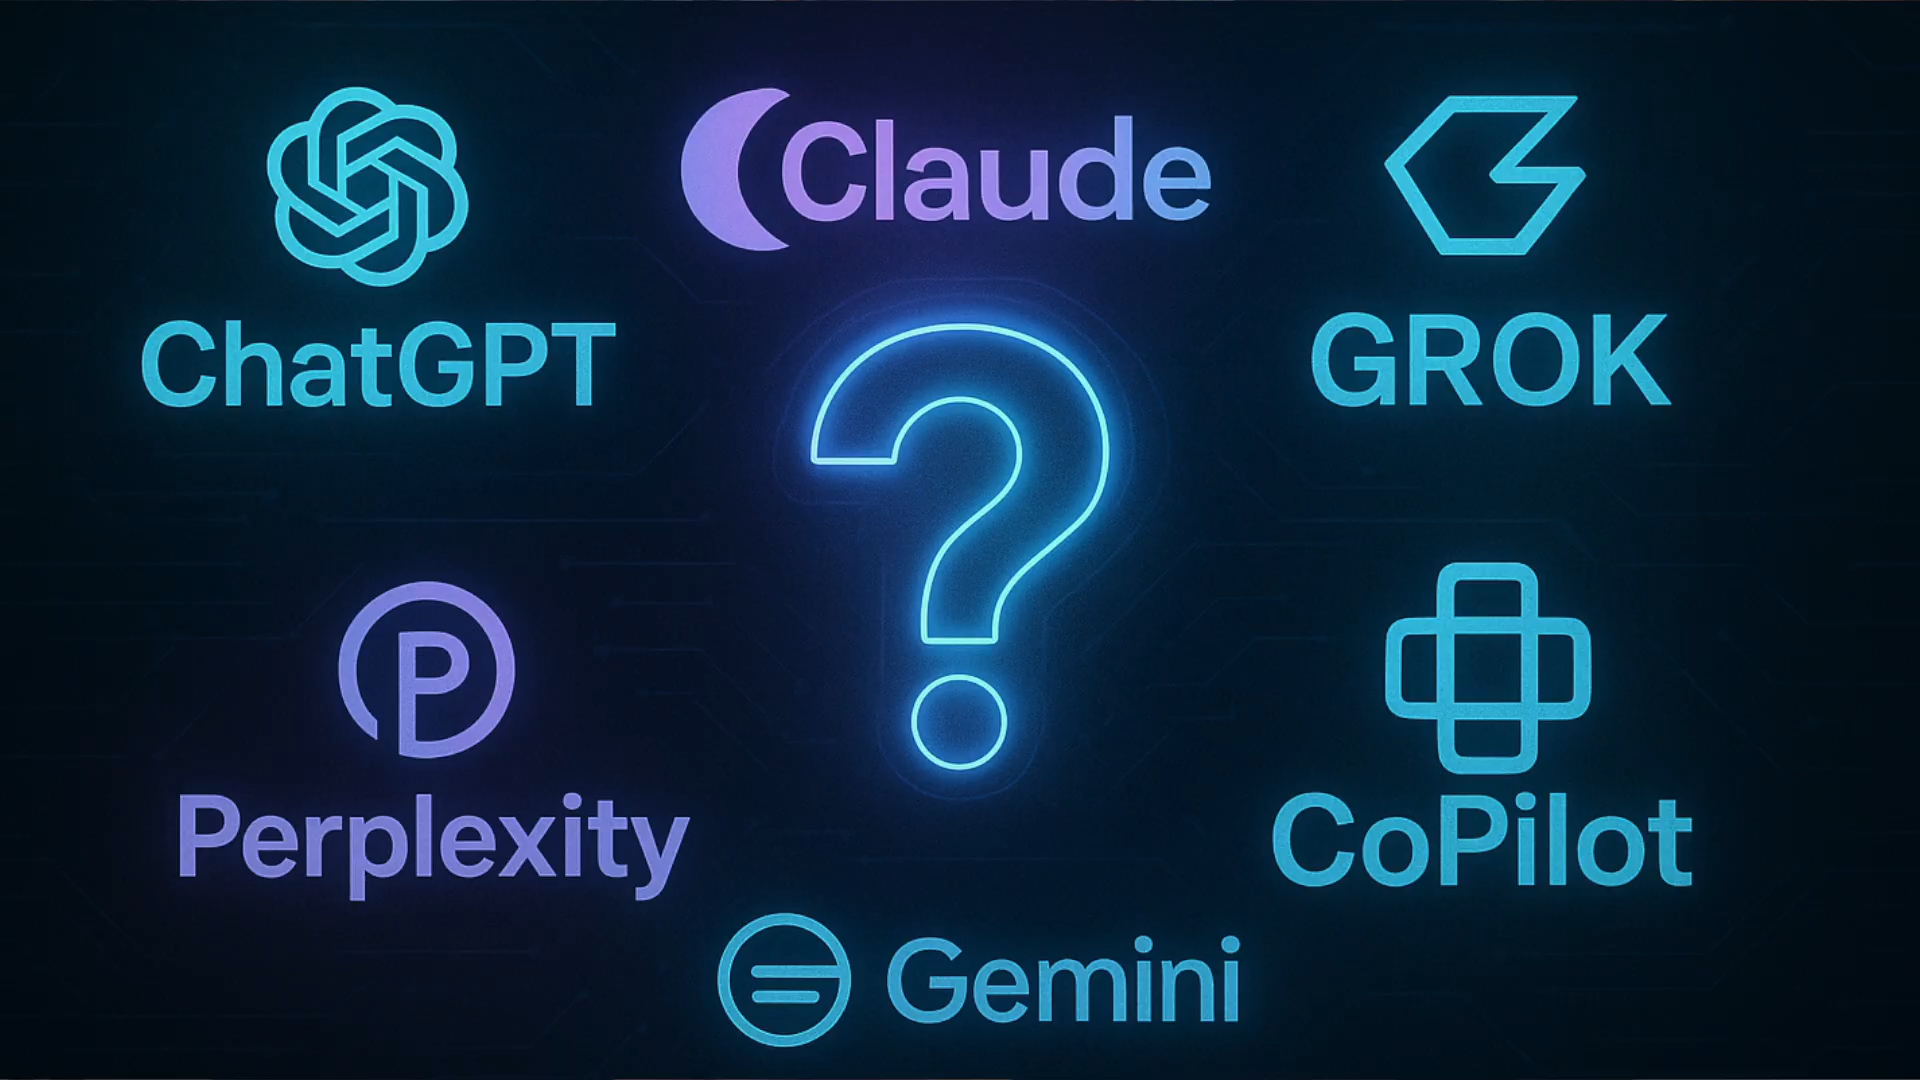 Claude
ChatGPT
GROK
?
P
Perplexity
CoPilot
Gemini